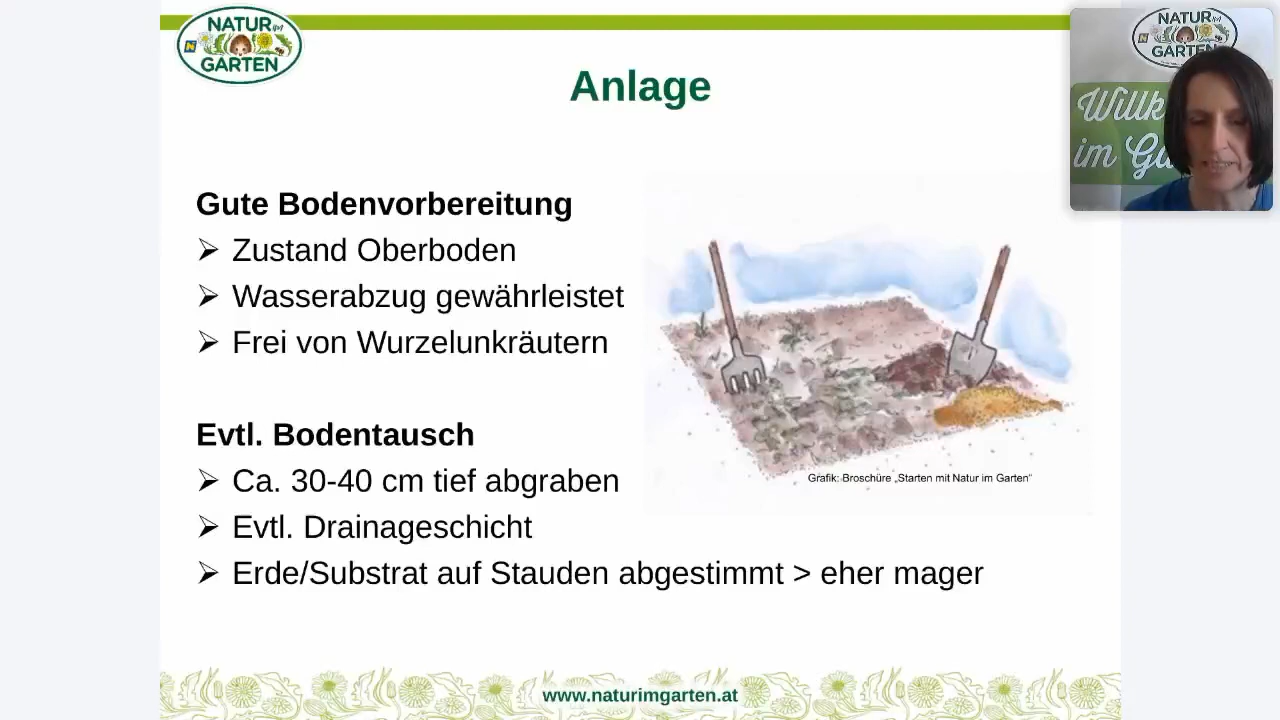 NATUR im
GARTEN
Anlage
Gute Bodenvorbereitung
Zustand Oberboden
Wasserabzug gewährleistet
Frei von Wurzelunkräutern
Evtl. Bodentausch
Ca. 30-40 cm tief abgraben
Evtl. Drainageschicht
Erde/Substrat auf Stauden abgestimmt > eher mager
Grafik: Broschüre „Starten mit Natur im Garten“
www.naturimgarten.at
NATUR im
GARTEN
Willk
im Ga